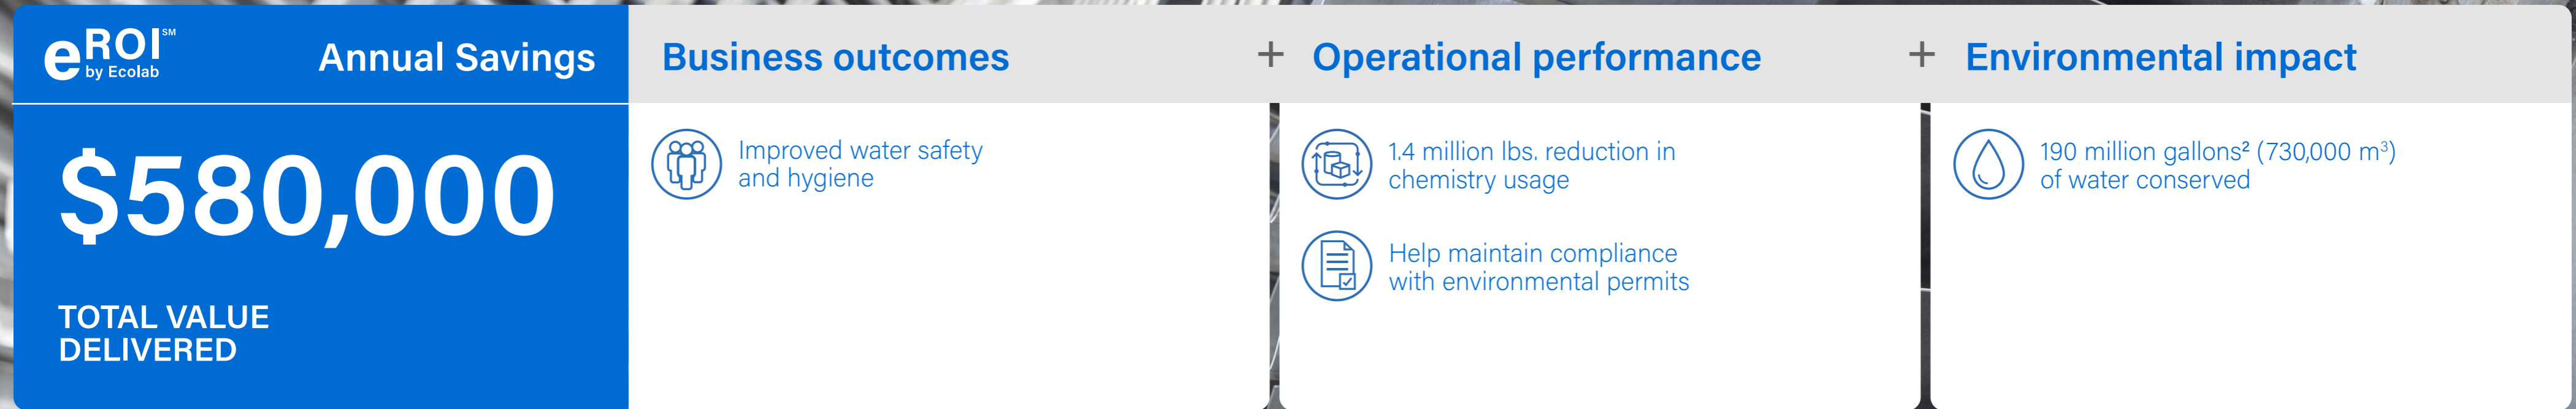 eROI℠
by Ecolab
Annual Savings
$580,000
TOTAL VALUE
DELIVERED
Business outcomes
Improved water safety
and hygiene
+ Operational performance
1.4 million lbs. reduction in
chemistry usage
Help maintain compliance
with environmental permits
+ Environmental impact
190 million gallons² (730,000 m³)
of water conserved